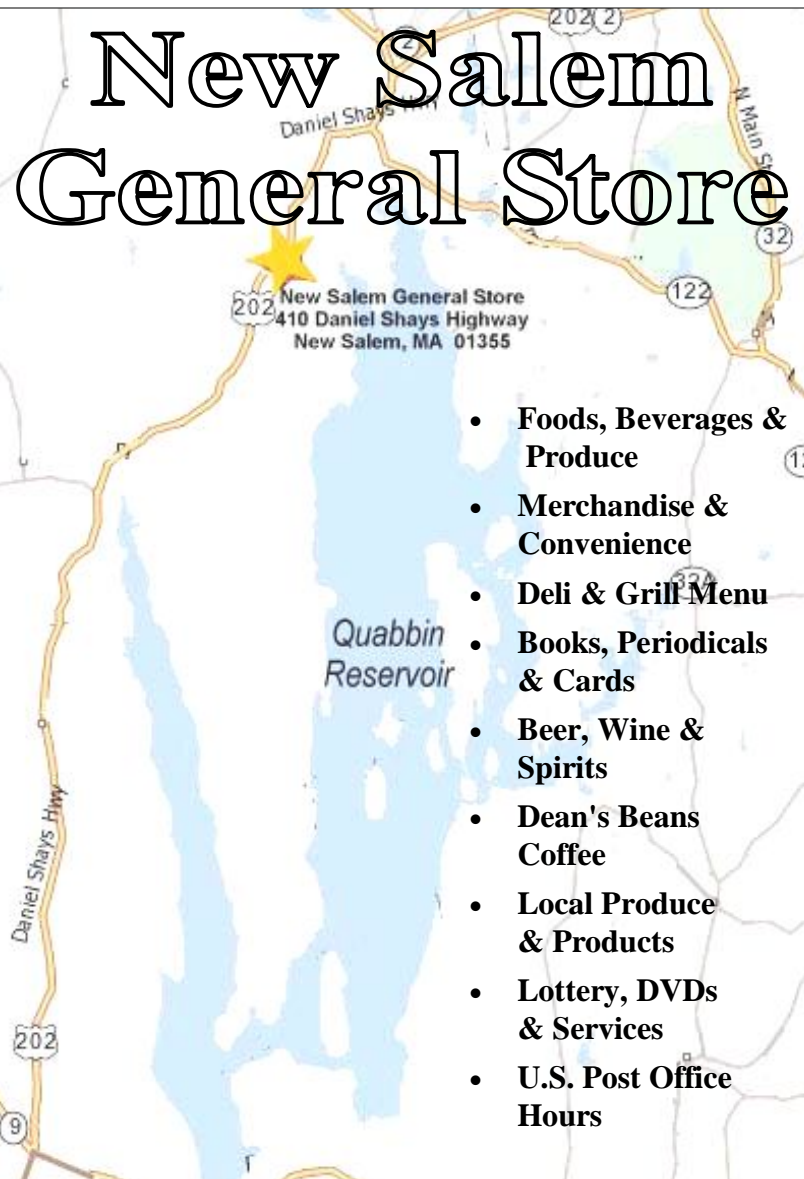 202 2
New Salem
2
Daniel Shays Hwy
N Main St
General Store
32
122
202
New Salem General Store
410 Daniel Shays Highway
New Salem, MA 01355
• Foods, Beverages &
Produce
• Merchandise &
Convenience
32A
• Deli & Grill Menu
Quabbin
Reservoir
• Books, Periodicals
& Cards
• Beer, Wine &
Spirits
Daniel Shays Hwy
• Dean's Beans
Coffee
• Local Produce
& Products
• Lottery, DVDs
& Services
202
• U.S. Post Office
Hours
9